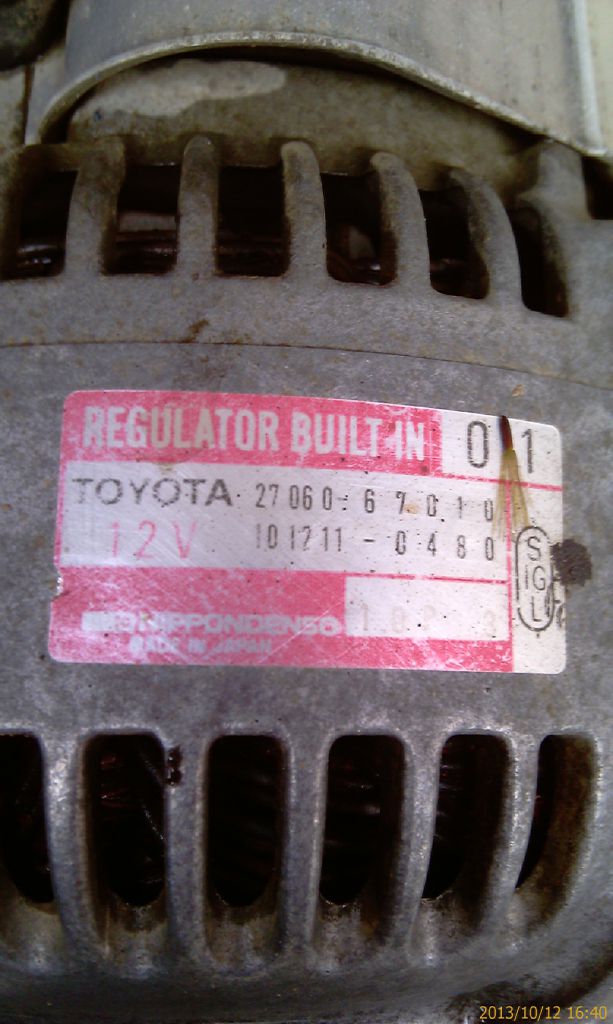 REGULATOR BUILT-IN 01
TOYOTA 27060-67010
12V 101211-0480
S
IG
L
NIPPONDENSO
MADE IN JAPAN
2013/10/12 16:40